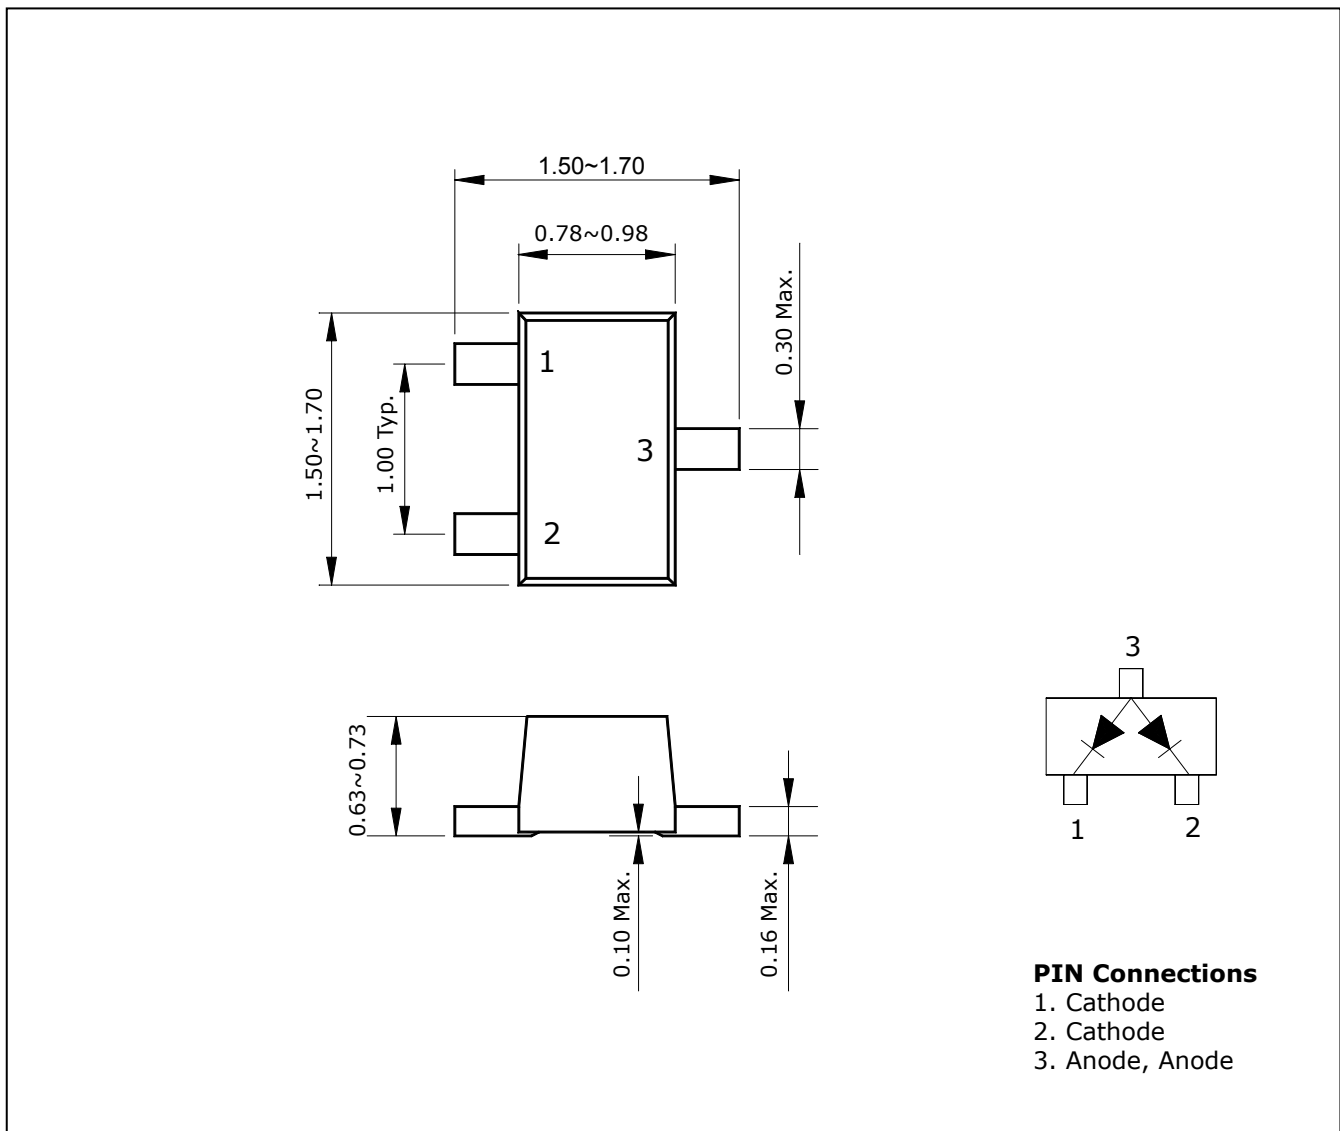 1.50~1.70
0.78~0.98
0.30 Max.
1
1.50~1.70
1.00 Typ.
3
2
3
0.63~0.73
1
2
0.10 Max.
0.16 Max.
PIN Connections
1. Cathode
2. Cathode
3. Anode, Anode